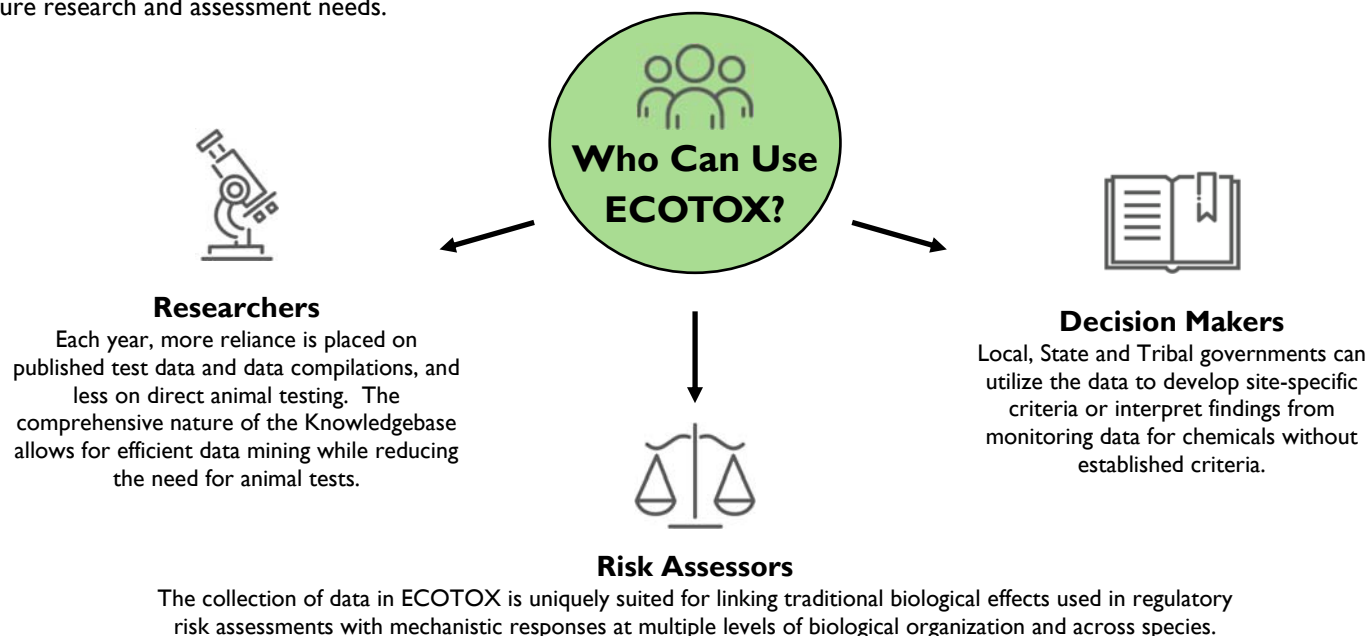 ure research and assessment needs.
Who Can Use
ECOTOX?
Researchers
Each year, more reliance is placed on
published test data and data compilations, and
less on direct animal testing. The
comprehensive nature of the Knowledgebase
allows for efficient data mining while reducing
the need for animal tests.
Decision Makers
Local, State and Tribal governments can
utilize the data to develop site-specific
criteria or interpret findings from
monitoring data for chemicals without
established criteria.
Risk Assessors
The collection of data in ECOTOX is uniquely suited for linking traditional biological effects used in regulatory
risk assessments with mechanistic responses at multiple levels of biological organization and across species.